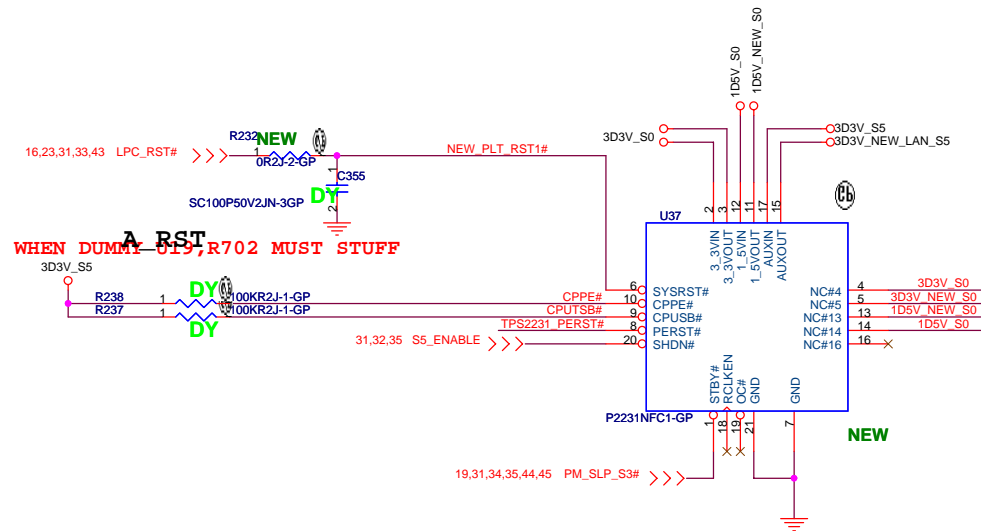 1D5V_S0
1D5V_NEW_S0
3D3V_S0
3D3V_S5
3D3V_NEW_LAN_S5
R232
NEW
16,23,31,33,43 LPC_RST#
1
0R2J-2-GP
NEW_PLT_RST1#
1
C355
DY
2
SC100P50V2JN-3GP
A_RST
WHEN DUMMY U19,R702 MUST STUFF
3D3V_S5
R238
1
DY
100KR2J-1-GP
R237
1
DY
100KR2J-1-GP
CPPE#
CPUTSB#
TPS2231_PERST#
31,32,35 S5_ENABLE
U37
2
3
12
11
17
15
3_3VIN
3_3VOUT
1_5VIN
1_5VOUT
AUXIN
AUXOUT
6 SYSRST#
10 CPPE#
9 CPUSB#
8 PERST#
20 SHDN#
NC#4 4 3D3V_S0
NC#5 5 3D3V_NEW_S0
NC#13 13 1D5V_NEW_S0
NC#14 14 1D5V_S0
NC#16 16
STBY#
RCLKEN
OC#
GND
GND
1
18
19
21
7
P2231NFC1-GP
NEW
19,31,34,35,44,45 PM_SLP_S3#